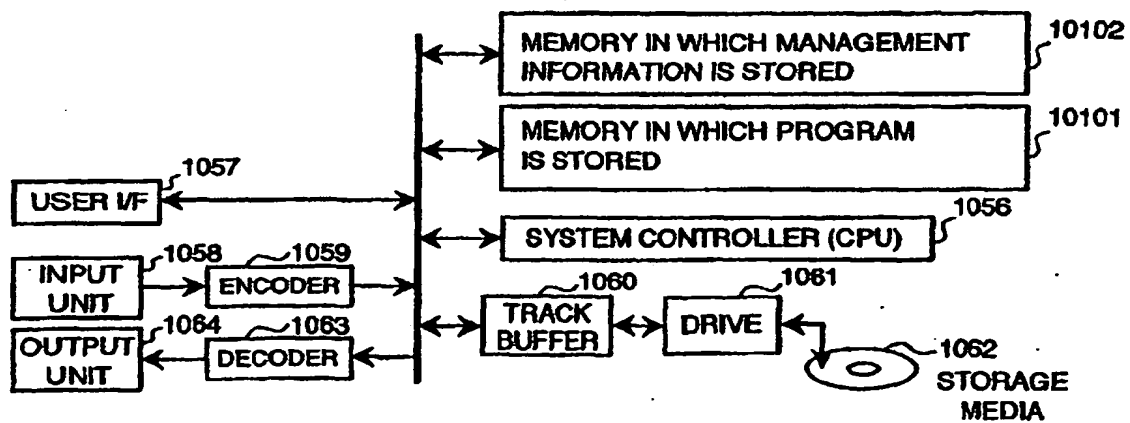 10102
MEMORY IN WHICH MANAGEMENT
INFORMATION IS STORED
10101
MEMORY IN WHICH PROGRAM
IS STORED
1057
USER I/F
1056
SYSTEM CONTROLLER (CPU)
1058
INPUT
UNIT
1059
ENCODER
1060
TRACK
BUFFER
1061
DRIVE
1064
OUTPUT
UNIT
1063
DECODER
1062
STORAGE
MEDIA